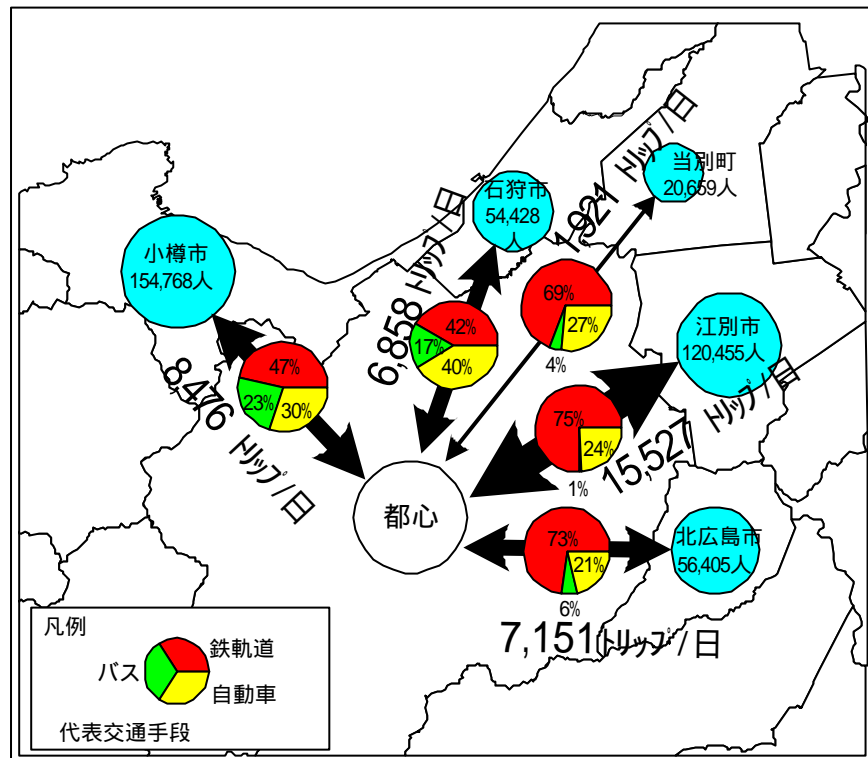 当別町
20,659人
1,921 ﾄﾘｯﾌﾟ/日
石狩市
54,428
人
小樽市
154,768人
6,858 ﾄﾘｯﾌﾟ/日
69%
27%
4%
42%
17%
40%
江別市
120,455人
47%
23%
30%
8,476 ﾄﾘｯﾌﾟ/日
75%
24%
1%
15,527 ﾄﾘｯﾌﾟ/日
都心
73%
21%
6%
北広島市
56,405人
7,151ﾄﾘｯﾌﾟ/日
凡例
鉄軌道
バス
自動車
代表交通手段